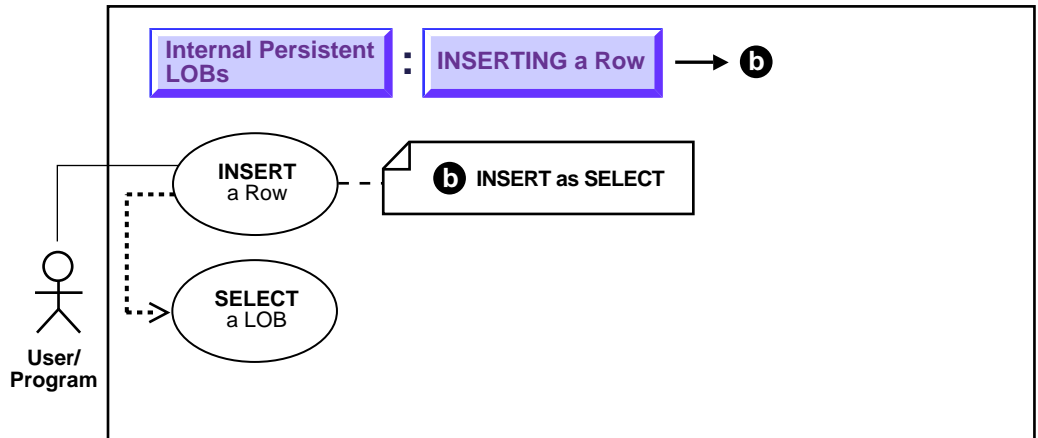 Internal Persistent
LOBs
:
INSERTING a Row
b
INSERT
a Row
b INSERT as SELECT
SELECT
a LOB
User/
Program